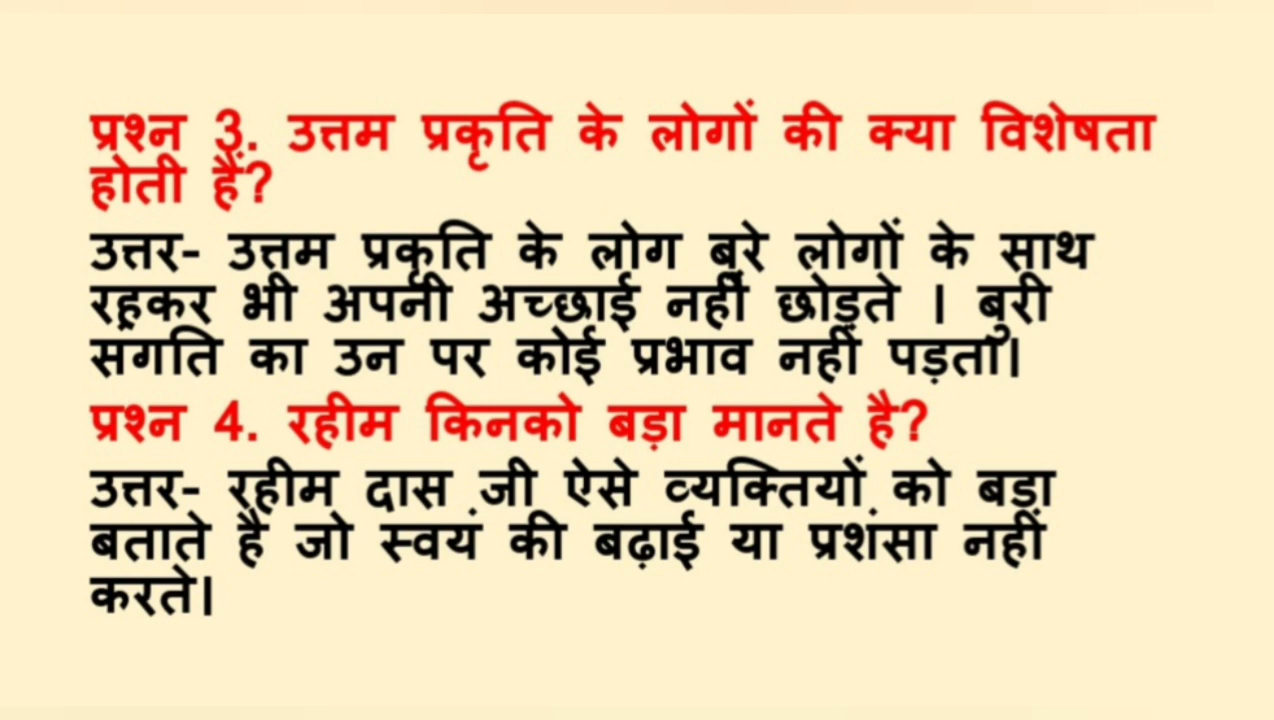 प्रश्न 3. उत्तम प्रकृति के लोगों की क्या विशेषता
होती हैं?
उत्तर- उत्तम प्रकृति के लोग बुरे लोगों के साथ
रहकर भी अपनी अच्छाई नहीं छोड़ते । बुरी
संगति का उन पर कोई प्रभाव नहीं पड़ता।
प्रश्न 4. रहीम किनको बड़ा मानते है?
उत्तर- रहीम दास जी ऐसे व्यक्तियों को बड़ा
बताते हैं जो स्वयं की बढ़ाई या प्रशंसा नहीं
करते।